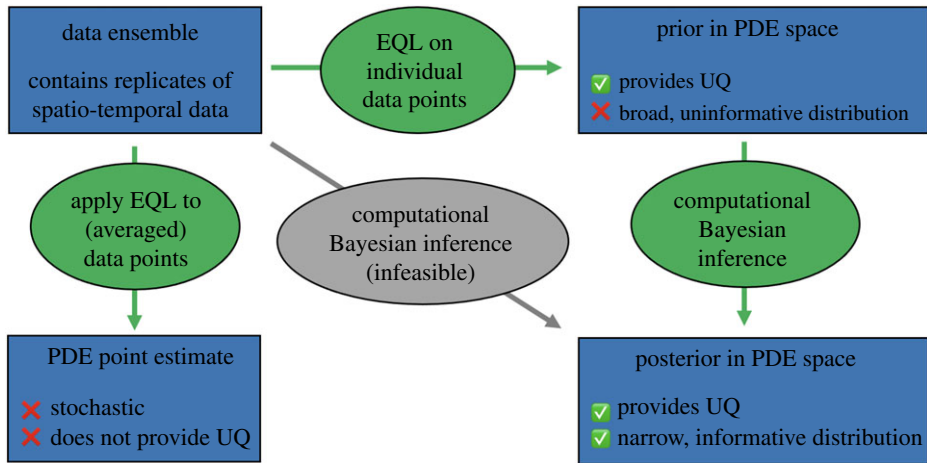 data ensemble
contains replicates of
spatio-temporal data
EQL on
individual
data points
prior in PDE space
✅ provides UQ
❌ broad, uninformative distribution
apply EQL to
(averaged)
data points
computational
Bayesian inference
(infeasible)
computational
Bayesian
inference
PDE point estimate
❌ stochastic
❌ does not provide UQ
posterior in PDE space
✅ provides UQ
✅ narrow, informative distribution